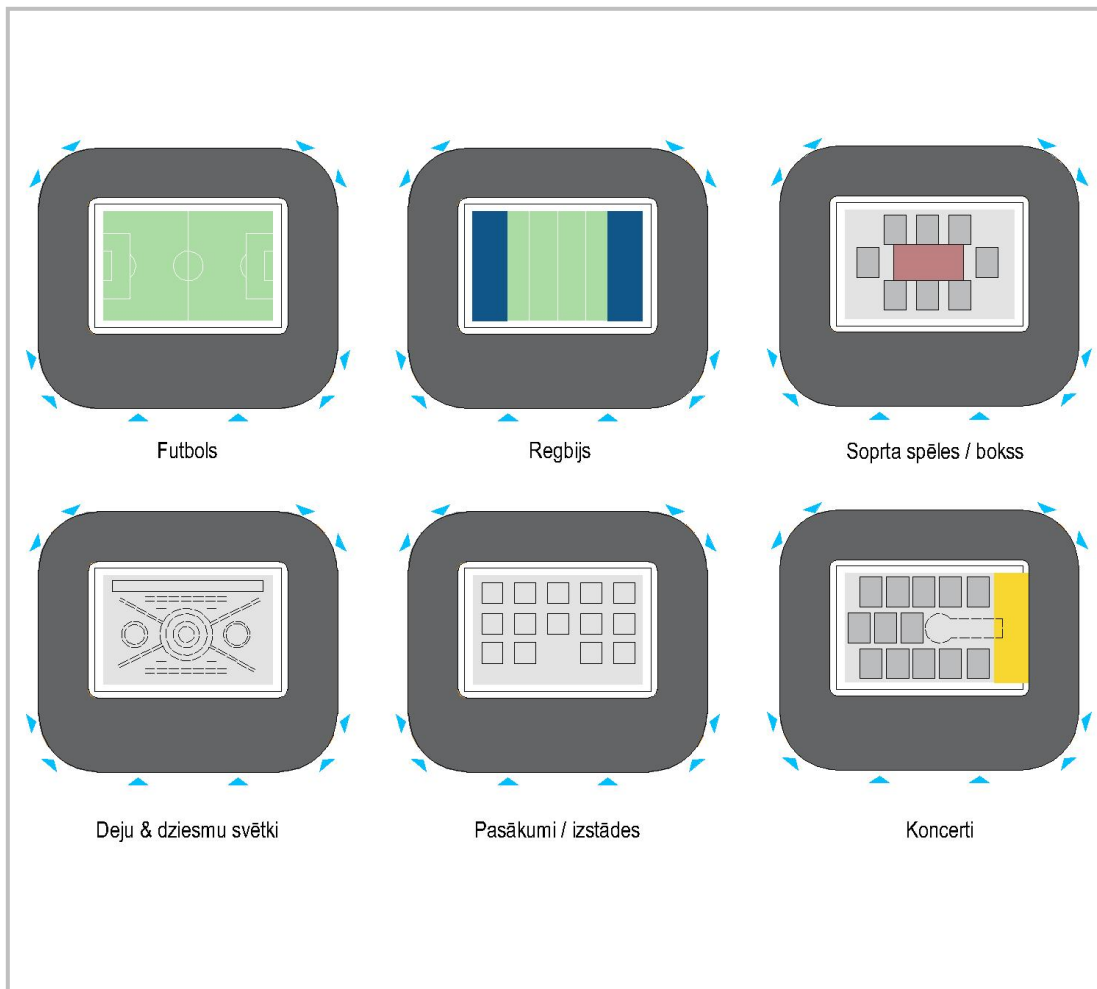 Futbols
Regbijs
Soprta spēles / bokss
Deju & dziesmu svētki
Pasākumi / izstādes
Koncerti